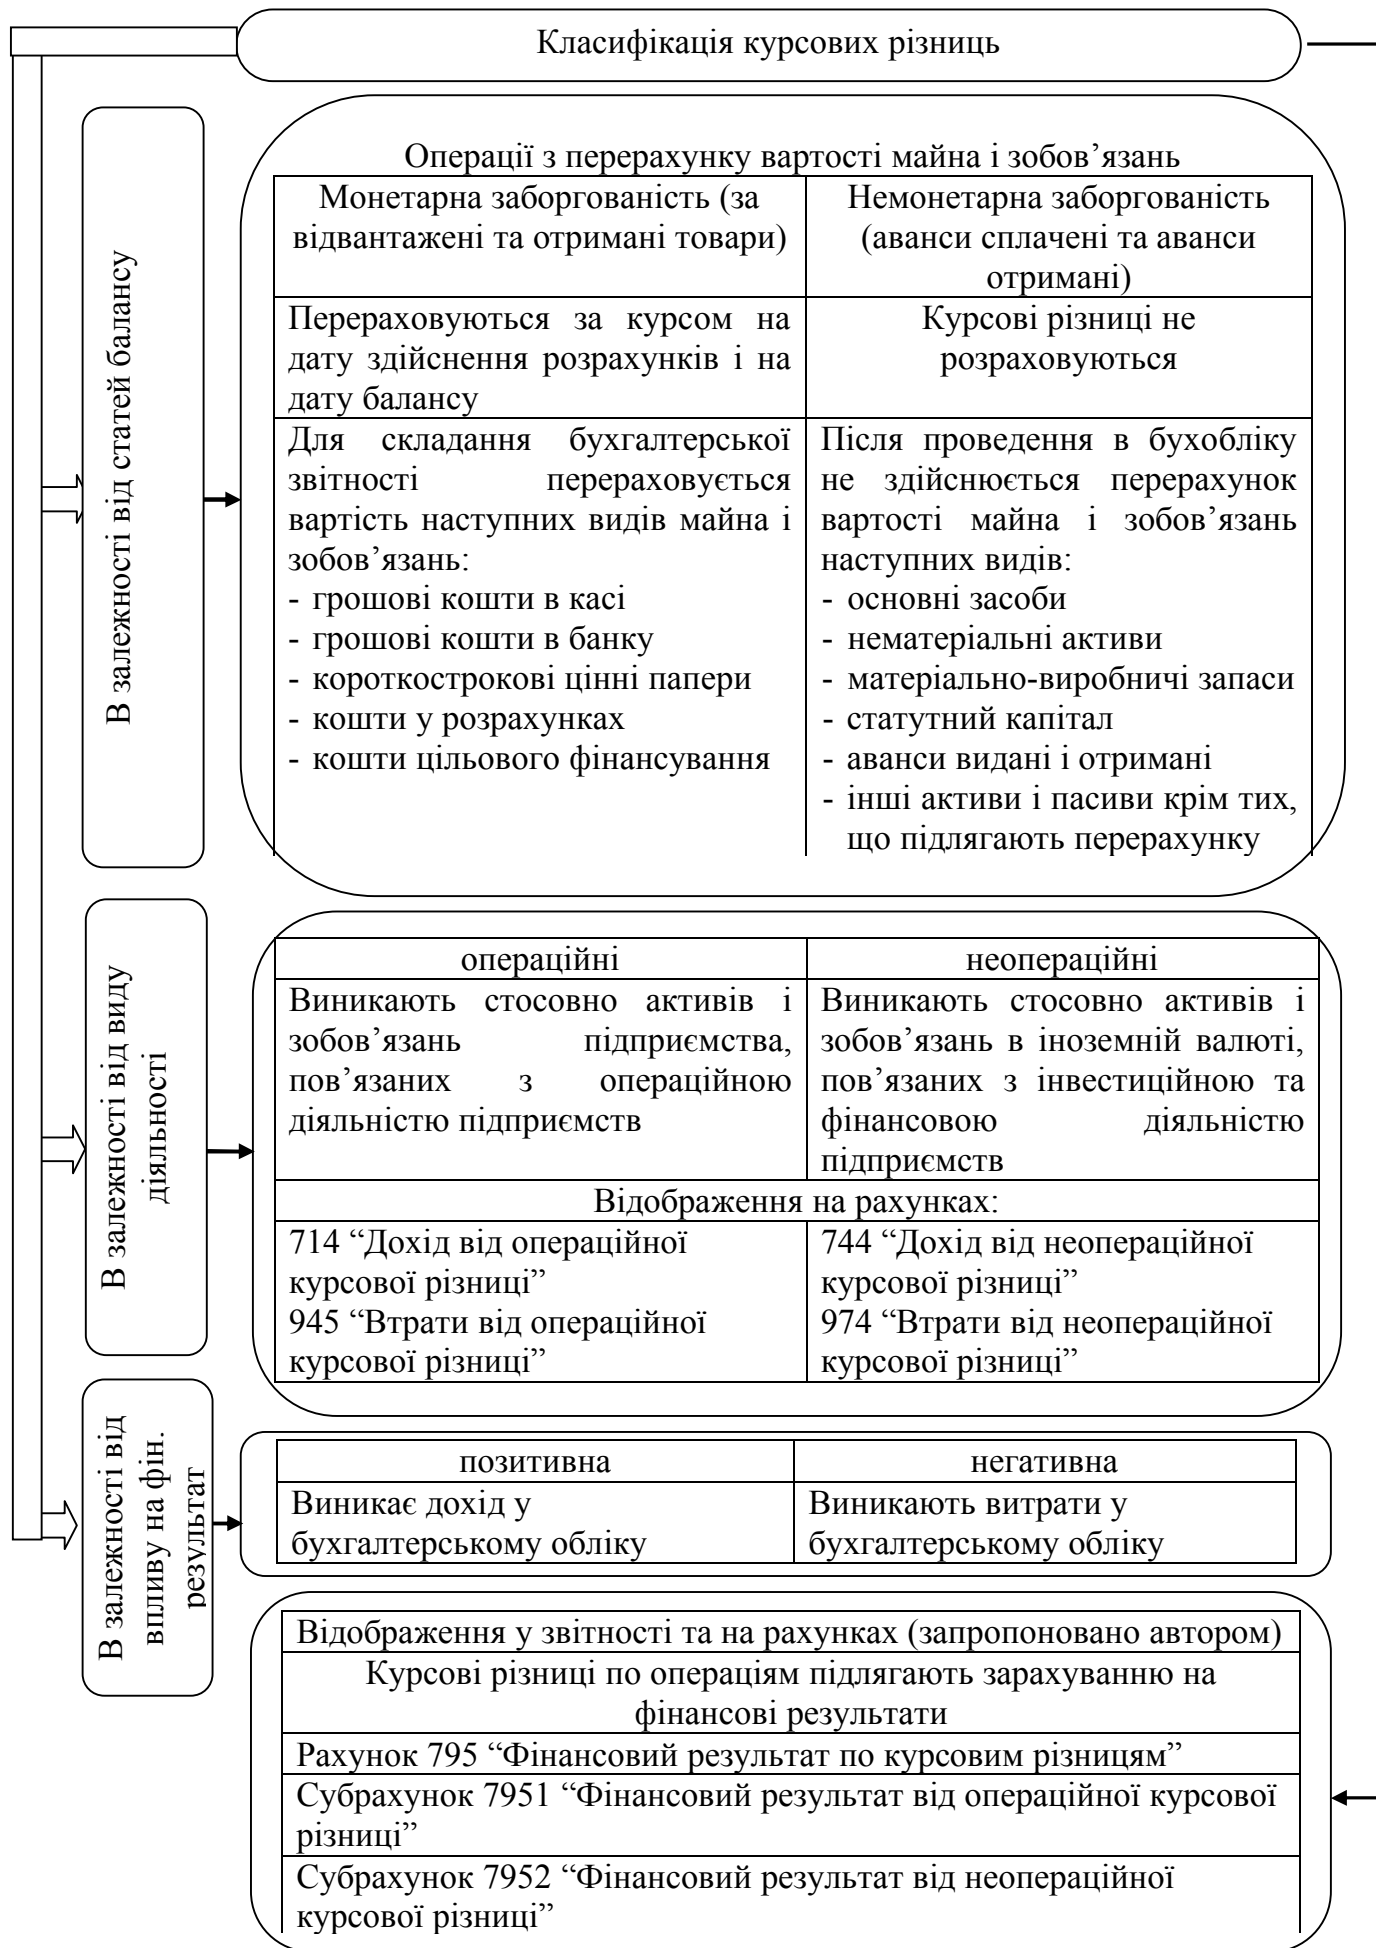 Класифікація курсових різниць
В залежності від статей балансу
Операції з перерахунку вартості майна і зобов’язань
Монетарна заборгованість (за
відвантажені та отримані товари)
Немонетарна заборгованість
(аванси сплачені та аванси
отримані)
Перераховуються за курсом на
дату здійснення розрахунків і на
дату балансу
Курсові різниці не
розраховуються
Для складання бухгалтерської
звітності перераховується
вартість наступних видів майна і
зобов’язань:
- грошові кошти в касі
- грошові кошти в банку
- короткострокові цінні папери
- кошти у розрахунках
- кошти цільового фінансування
Після проведення в бухобліку
не здійснюється перерахунок
вартості майна і зобов’язань
наступних видів:
- основні засоби
- нематеріальні активи
- матеріально-виробничі запаси
- статутний капітал
- аванси видані і отримані
- інші активи і пасиви крім тих,
що підлягають перерахунку
В залежності від виду
діяльності
операційні
неопераційні
Виникають стосовно активів і
зобов’язань підприємства,
пов’язаних з операційною
діяльністю підприємств
Виникають стосовно активів і
зобов’язань в іноземній валюті,
пов’язаних з інвестиційною та
фінансовою діяльністю
підприємств
Відображення на рахунках:
714 “Дохід від операційної
курсової різниці”
945 “Втрати від операційної
курсової різниці”
744 “Дохід від неопераційної
курсової різниці”
974 “Втрати від неопераційної
курсової різниці”
В залежності від
впливу на фін.
результат
позитивна
негативна
Виникає дохід у
бухгалтерському обліку
Виникають витрати у
бухгалтерському обліку
Відображення у звітності та на рахунках (запропоновано автором)
Курсові різниці по операціям підлягають зарахуванню на
фінансові результати
Рахунок 795 “Фінансовий результат по курсовим різницям”
Субрахунок 7951 “Фінансовий результат від операційної курсової
різниці”
Субрахунок 7952 “Фінансовий результат від неопераційної
курсової різниці”